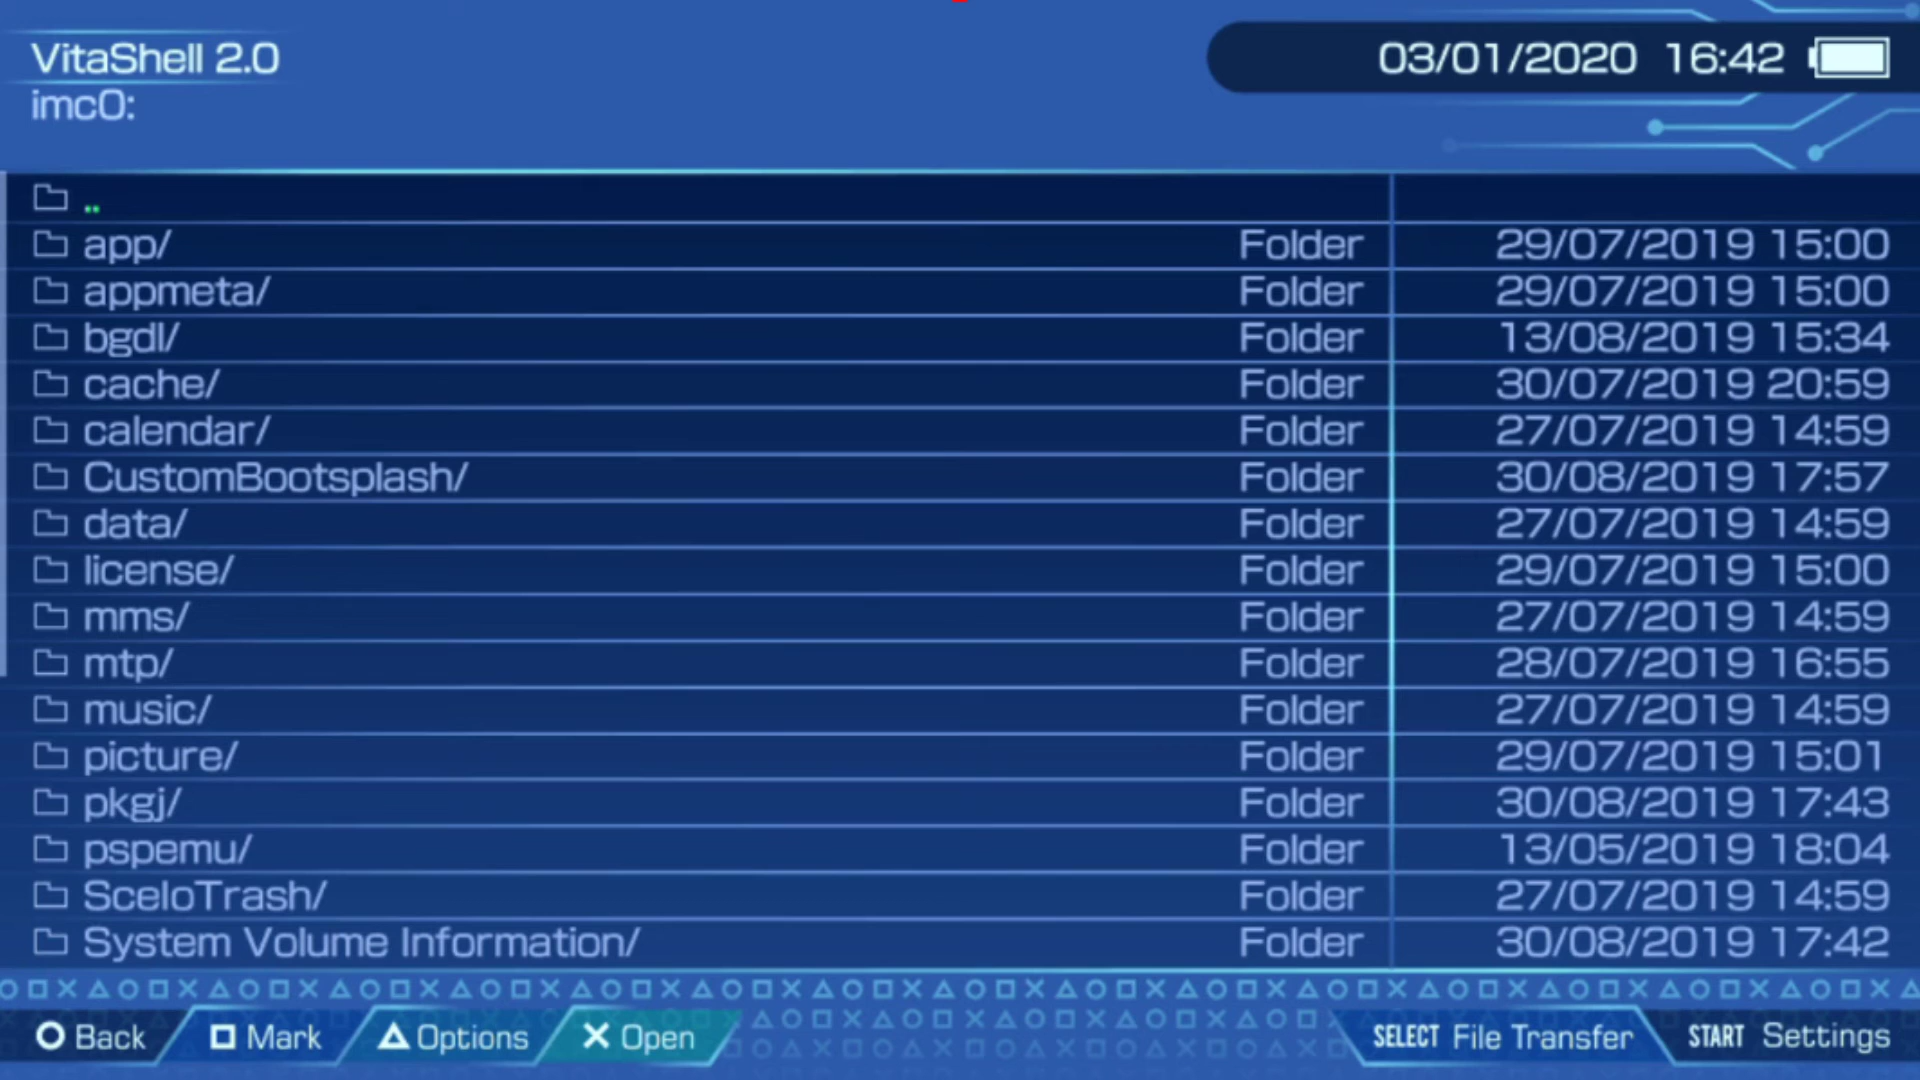 VitaShell 2.0
03/01/2020 16:42
imc0:
..
app/ Folder 29/07/2019 15:00
appmeta/ Folder 29/07/2019 15:00
bgdl/ Folder 13/08/2019 15:34
cache/ Folder 30/07/2019 20:59
calendar/ Folder 27/07/2019 14:59
CustomBootsplash/ Folder 30/08/2019 17:57
data/ Folder 27/07/2019 14:59
license/ Folder 29/07/2019 15:00
mms/ Folder 27/07/2019 14:59
mtp/ Folder 28/07/2019 16:55
music/ Folder 27/07/2019 14:59
picture/ Folder 29/07/2019 15:01
pkgj/ Folder 30/08/2019 17:43
pspemu/ Folder 13/05/2019 18:04
SceIoTrash/ Folder 27/07/2019 14:59
System Volume Information/ Folder 30/08/2019 17:42
Back Mark Options Open SELECT File Transfer START Settings